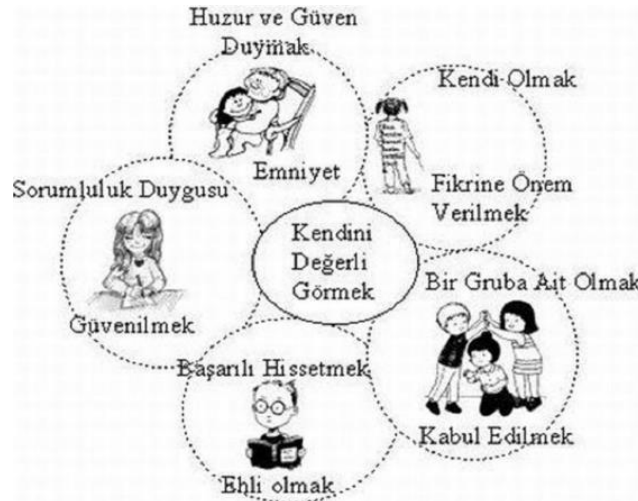 Huzur ve Güven
Duymak
Emniyet
Kendi Olmak
Fikrine Önem
Verilmek
Sorumluluk Duygusu
Güvenilmek
Kendini
Değerli
Görmek
Bir Gruba Ait Olmak
Kabul Edilmek
Başarılı Hissetmek
Ehli olmak